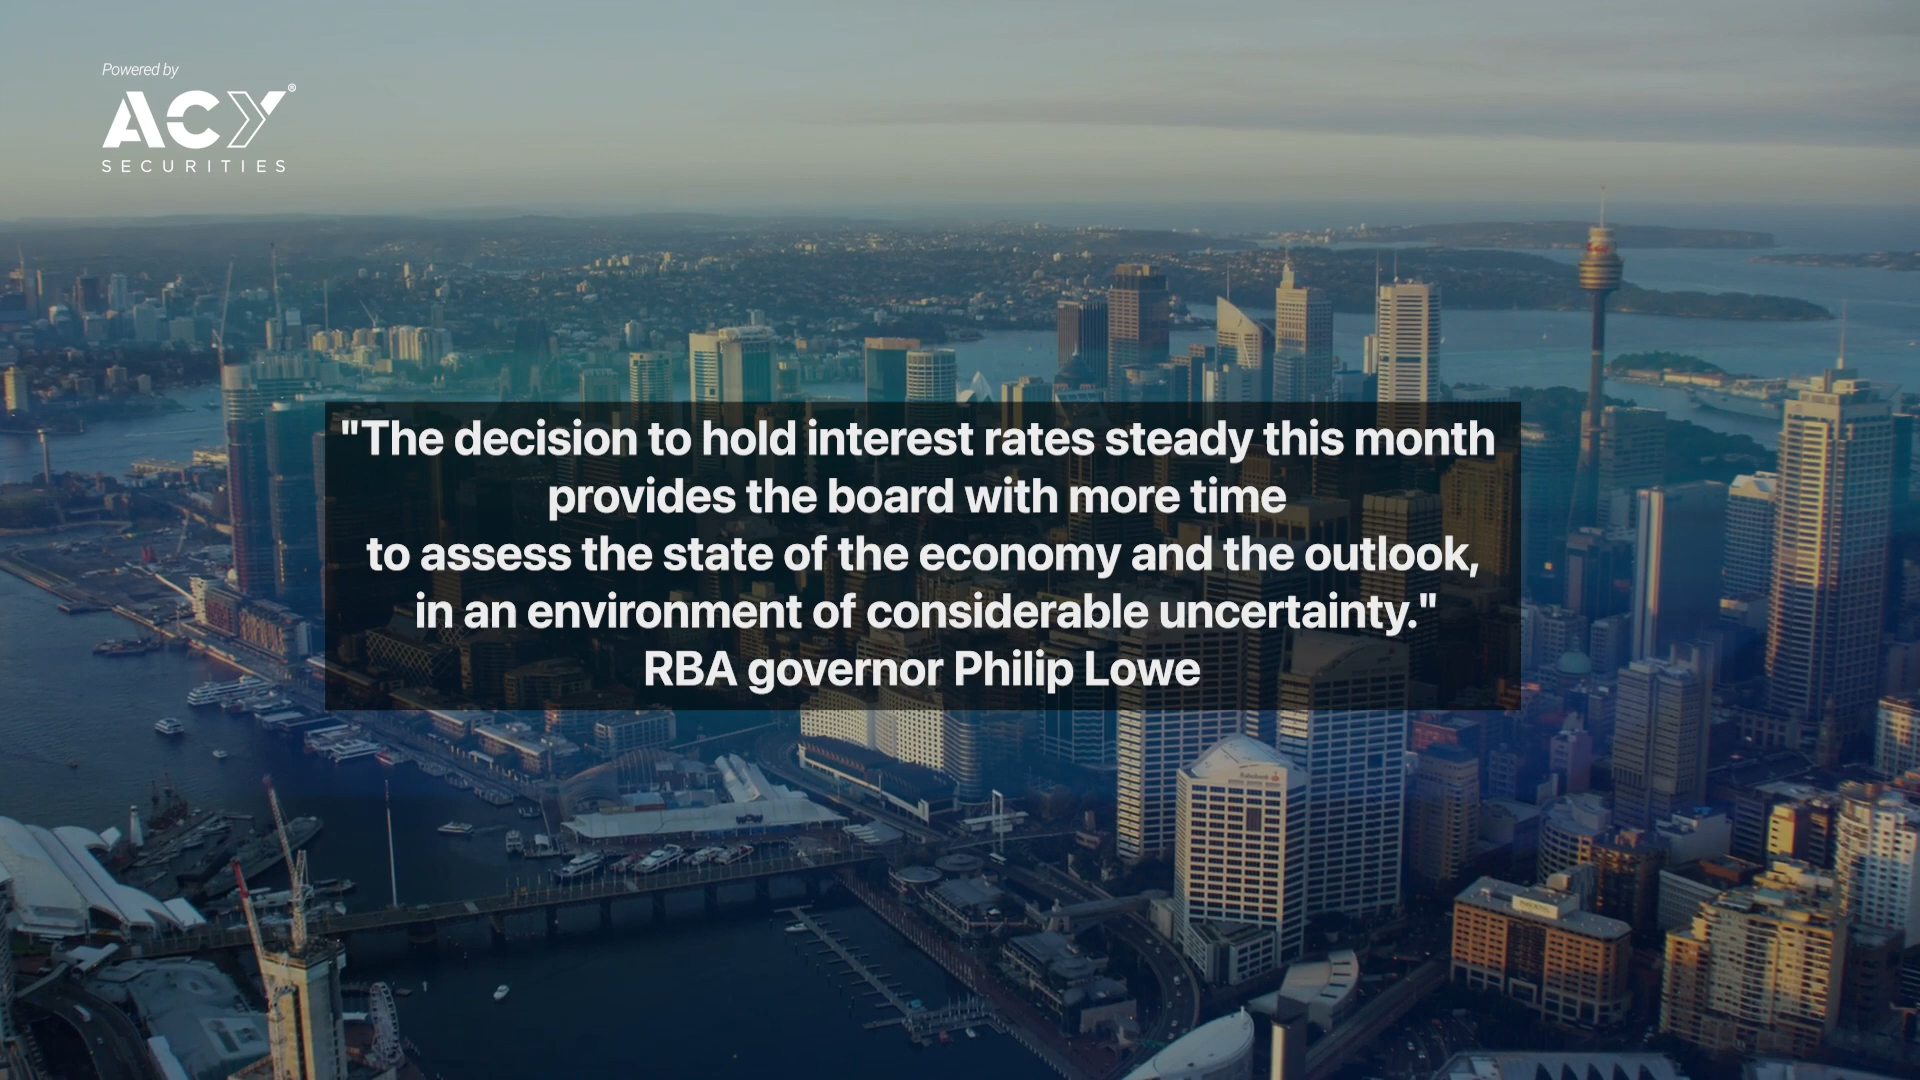 Powered by
ACY®
SECURITIES
"The decision to hold interest rates steady this month
provides the board with more time
to assess the state of the economy and the outlook,
in an environment of considerable uncertainty."
RBA governor Philip Lowe
Rabobank